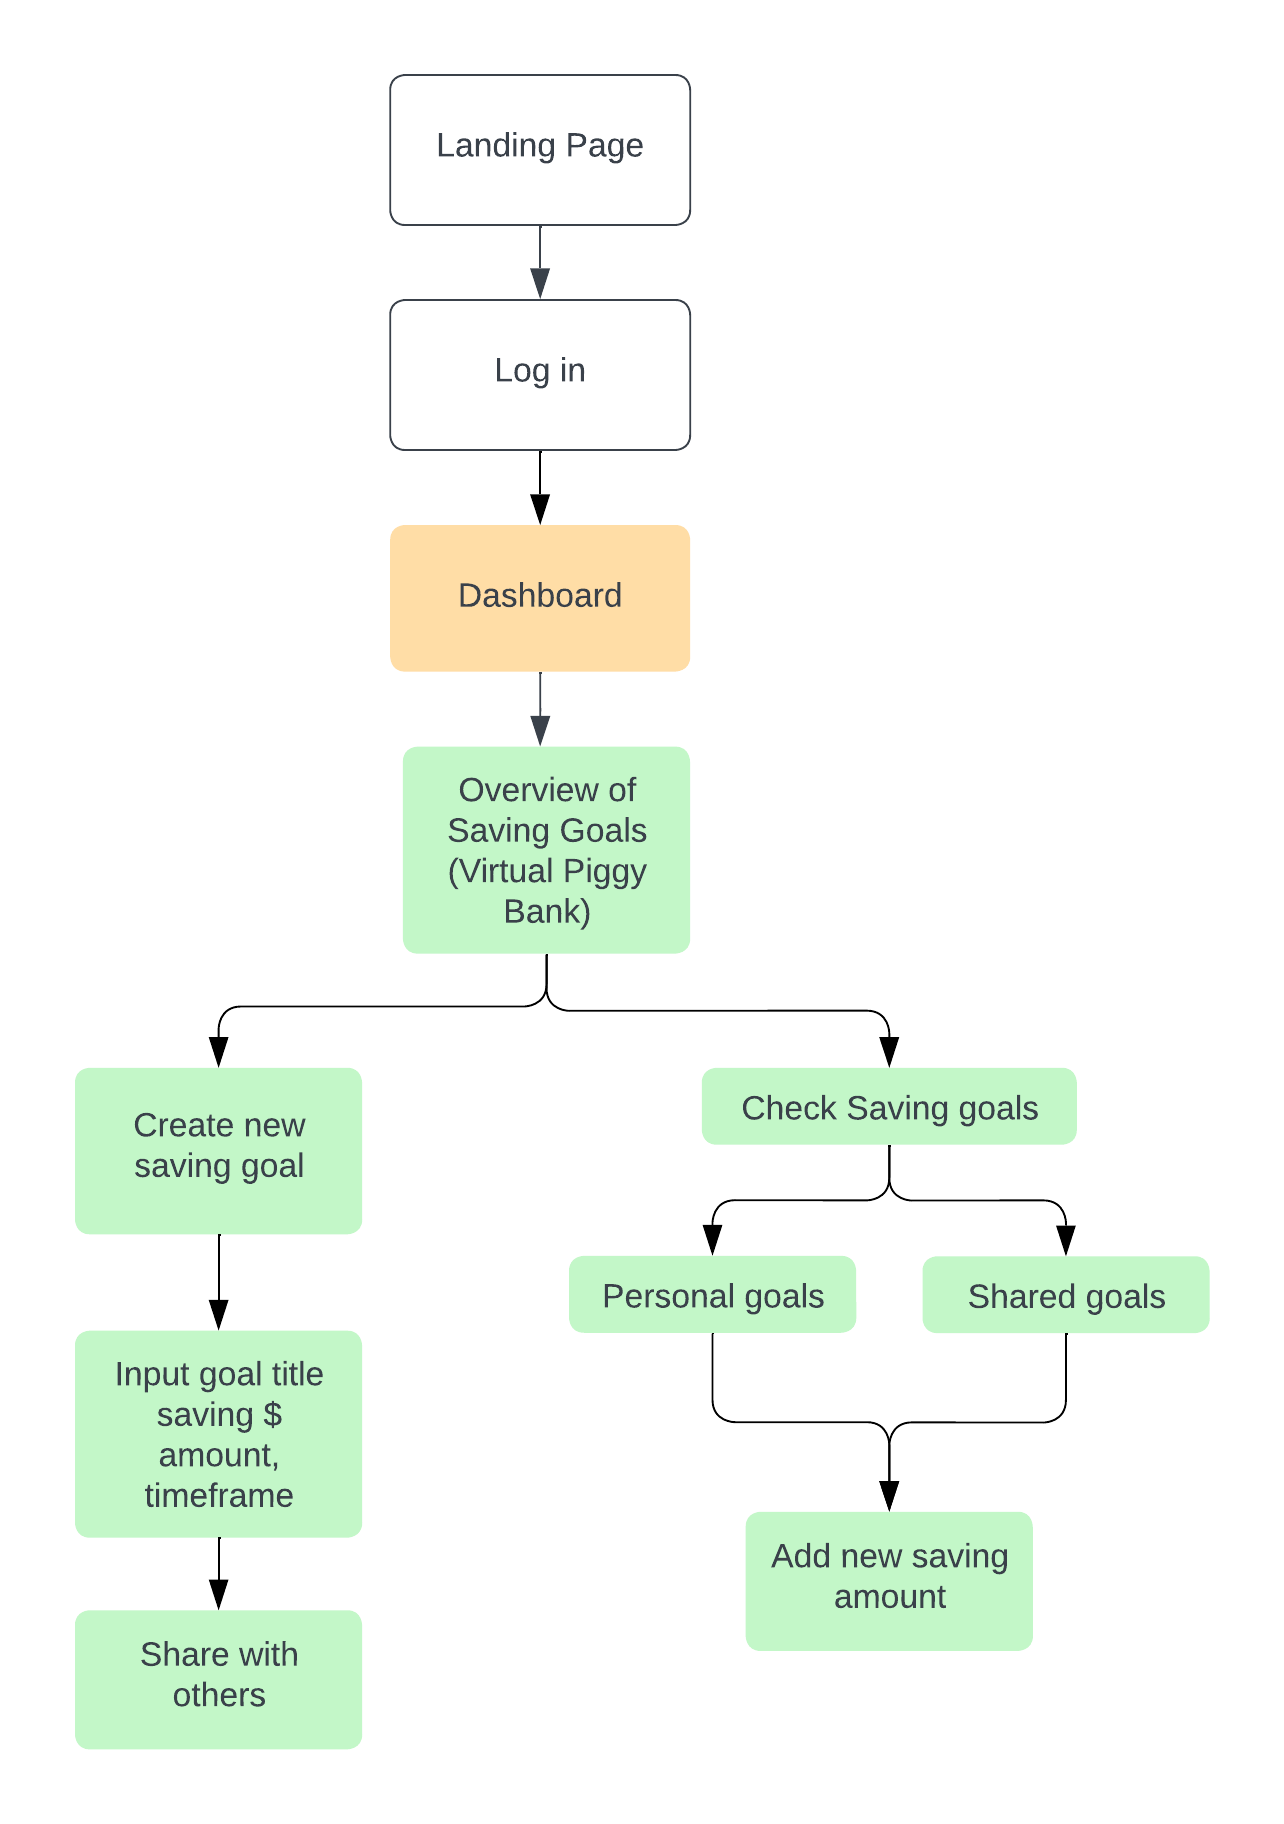 Landing Page
Log in
Dashboard
Overview of
Saving Goals
(Virtual Piggy
Bank)
Create new
saving goal
Check Saving goals
Personal goals
Shared goals
Input goal title
saving $
amount,
timeframe
Add new saving
amount
Share with
others